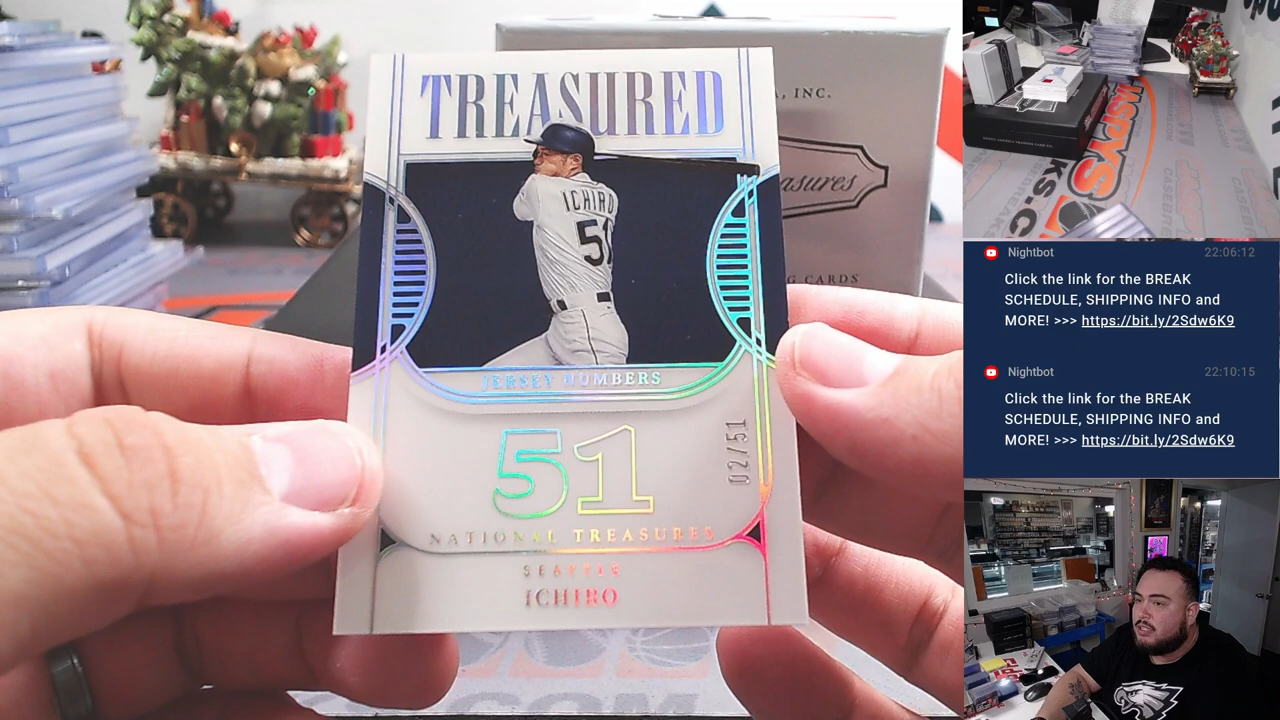 TREASURED
ICHIRO
51
JERSEY NUMBERS
51
02/51
NATIONAL TREASURES
SEATTLE
ICHIRO
, INC.
asures
G CARDS
JASPYS
Nightbot 22:06:12
Click the link for the BREAK
SCHEDULE, SHIPPING INFO and
MORE! >>> https://bit.ly/2Sdw6K9
Nightbot 22:10:15
Click the link for the BREAK
SCHEDULE, SHIPPING INFO and
MORE! >>> https://bit.ly/2Sdw6K9